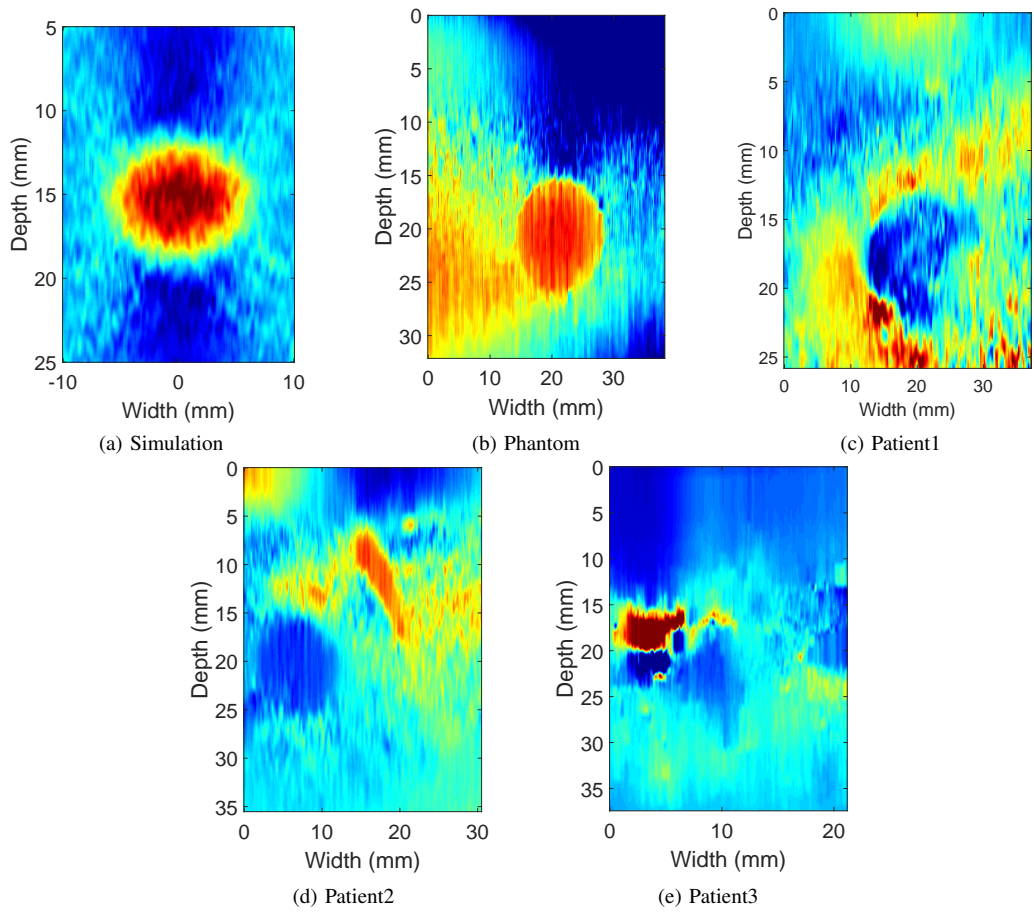 5
10
15
20
25
Depth (mm)
-10 0 10
Width (mm)
(a) Simulation
0
5
10
15
20
25
30
Depth (mm)
0 10 20 30
Width (mm)
(b) Phantom
0
5
10
15
20
25
Depth (mm)
0 10 20 30
Width (mm)
(c) Patient1
0
5
10
15
20
25
30
35
Depth (mm)
0 10 20 30
Width (mm)
(d) Patient2
0
5
10
15
20
25
30
35
Depth (mm)
0 10 20
Width (mm)
(e) Patient3